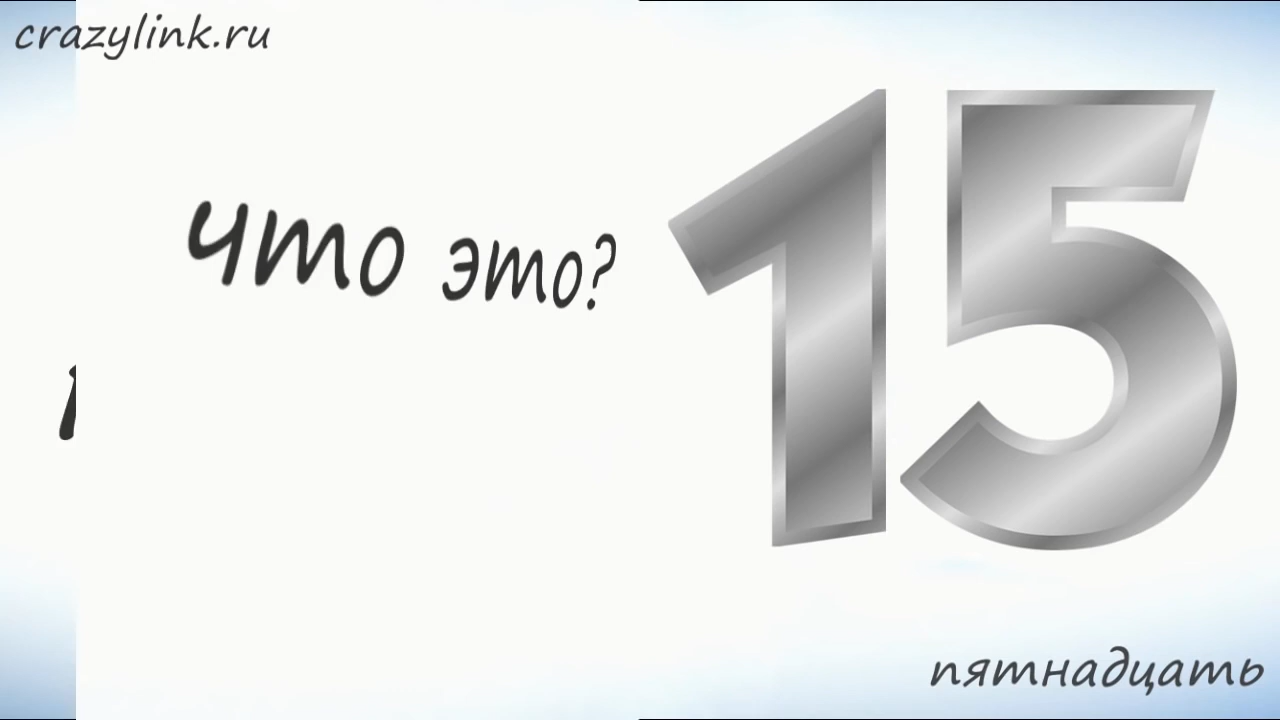 crazylink.ru
что это?
15
пятнадцать